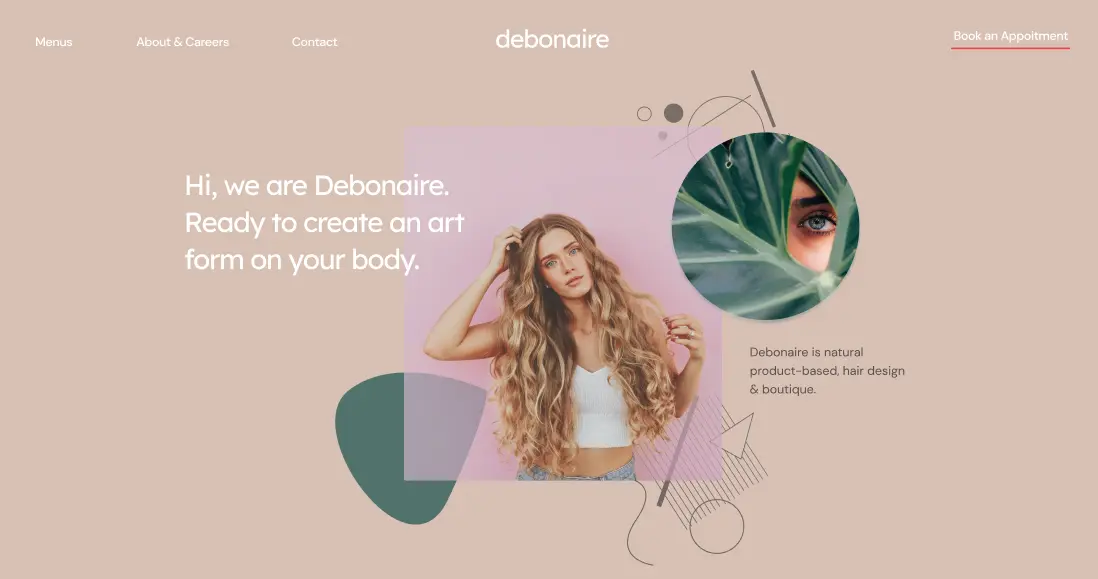 Menus
About & Careers
Contact
debonaire
Book an Appoitment
Hi, we are Debonaire.
Ready to create an art
form on your body.
Debonaire is natural
product-based, hair design
& boutique.